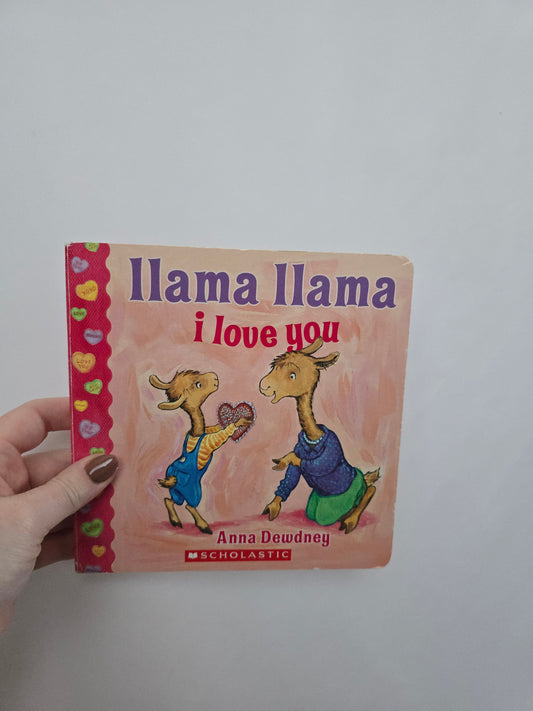 llama llama
i love you
Anna Dewdney
SCHOLASTIC